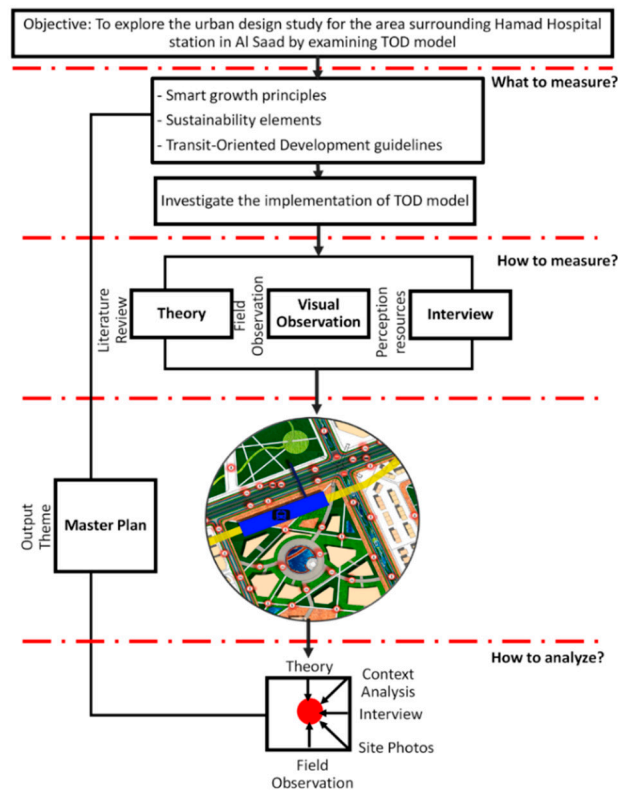 Objective: To explore the urban design study for the area surrounding Hamad Hospital
station in Al Saad by examining TOD model
What to measure?
- Smart growth principles
- Sustainability elements
- Transit-Oriented Development guidelines
Investigate the implementation of TOD model
How to measure?
Literature
Review
Theory
Field
Observation
Visual
Observation
Perception
resources
Interview
Output
Theme
Master Plan
How to analyze?
Theory
Context
Analysis
Interview
Site Photos
Field
Observation